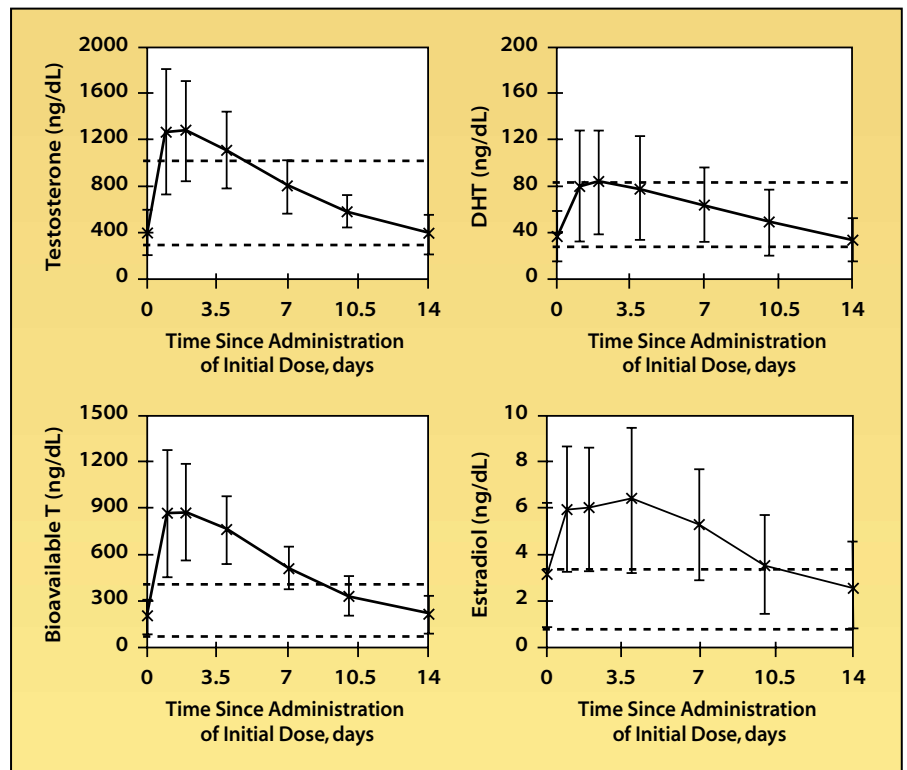 Testosterone (ng/dL)
2000
1600
1200
800
400
0
0 3.5 7 10.5 14
Time Since Administration
of Initial Dose, days
DHT (ng/dL)
200
160
120
80
40
0
0 3.5 7 10.5 14
Time Since Administration
of Initial Dose, days
Bioavailable T (ng/dL)
1500
1200
900
600
300
0
0 3.5 7 10.5 14
Time Since Administration
of Initial Dose, days
Estradiol (ng/dL)
10
8
6
4
2
0
0 3.5 7 10.5 14
Time Since Administration
of Initial Dose, days